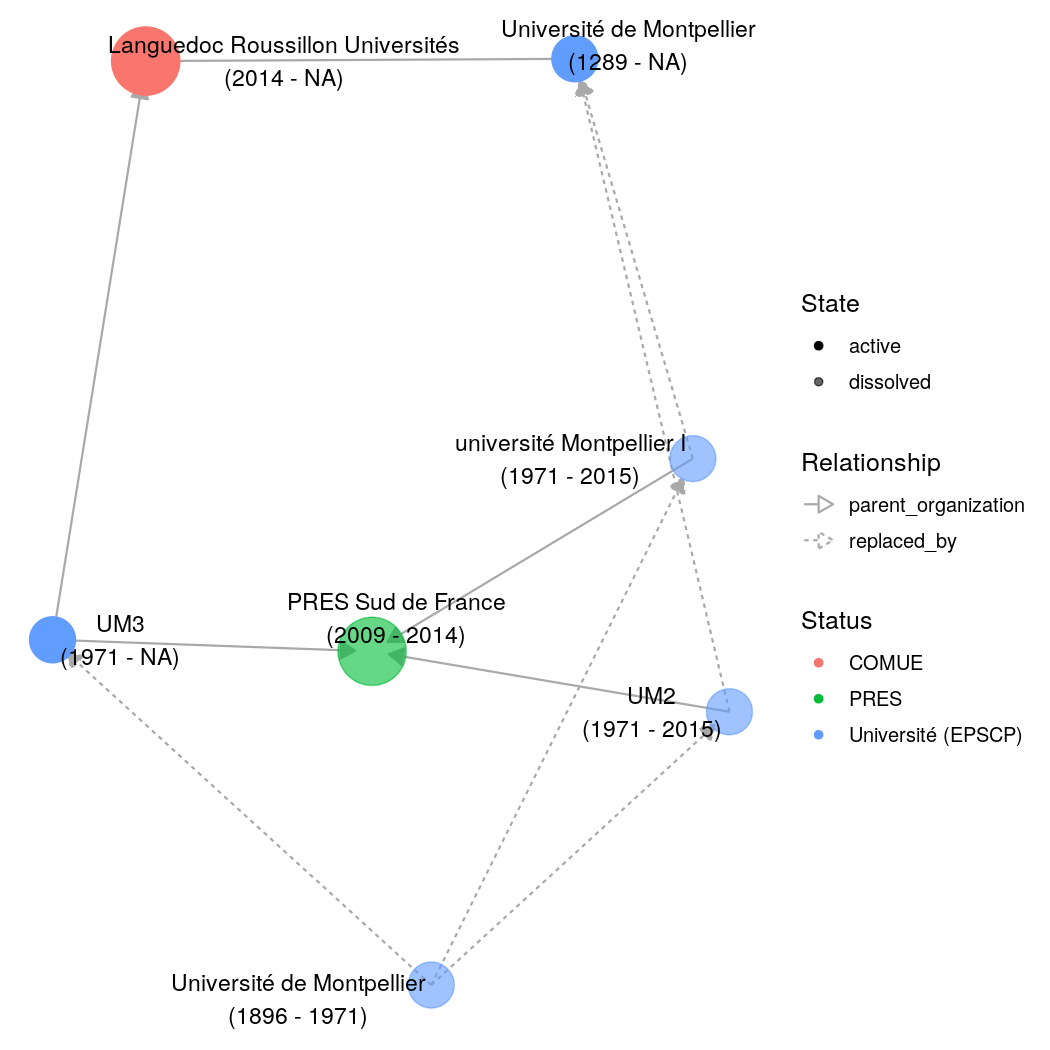 Université de Montpellier
(1289 - NA)
Languedoc Roussillon Universités
(2014 - NA)
université Montpellier I
(1971 - 2015)
PRES Sud de France
(2009 - 2014)
UM3
(1971 - NA)
UM2
(1971 - 2015)
Université de Montpellier
(1896 - 1971)
State
active
dissolved
Relationship
parent_organization
replaced_by
Status
COMUE
PRES
Université (EPSCP)